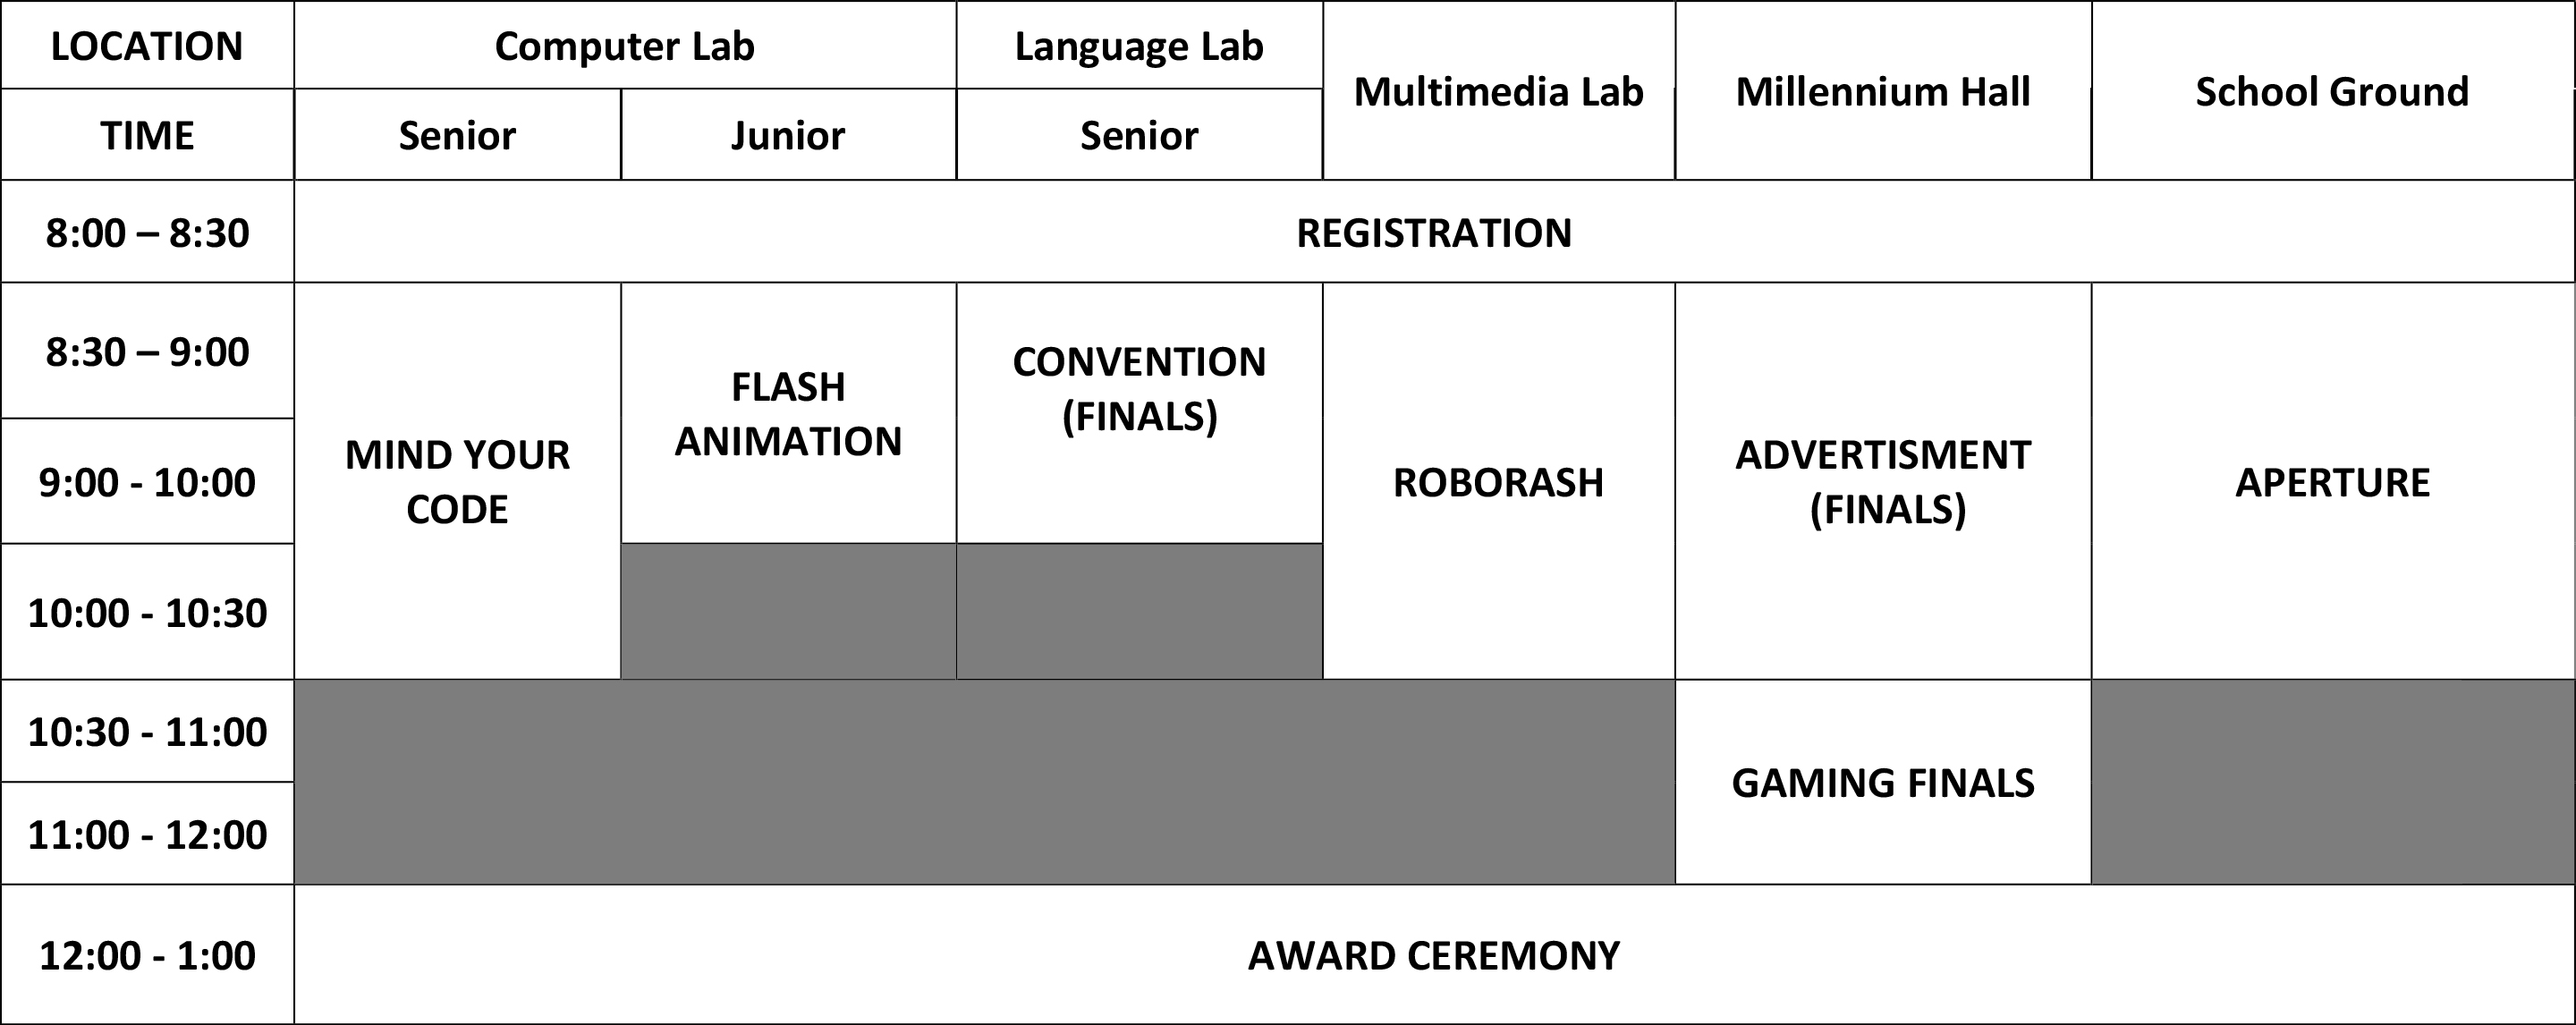 LOCATION
Computer Lab
Language Lab
Multimedia Lab
Millennium Hall
School Ground
TIME
Senior
Junior
Senior
8:00 – 8:30
REGISTRATION
8:30 – 9:00
MIND YOUR
CODE
FLASH
ANIMATION
CONVENTION
(FINALS)
ROBORASH
ADVERTISMENT
(FINALS)
APERTURE
9:00 - 10:00
10:00 - 10:30
10:30 - 11:00
GAMING FINALS
11:00 - 12:00
12:00 - 1:00
AWARD CEREMONY